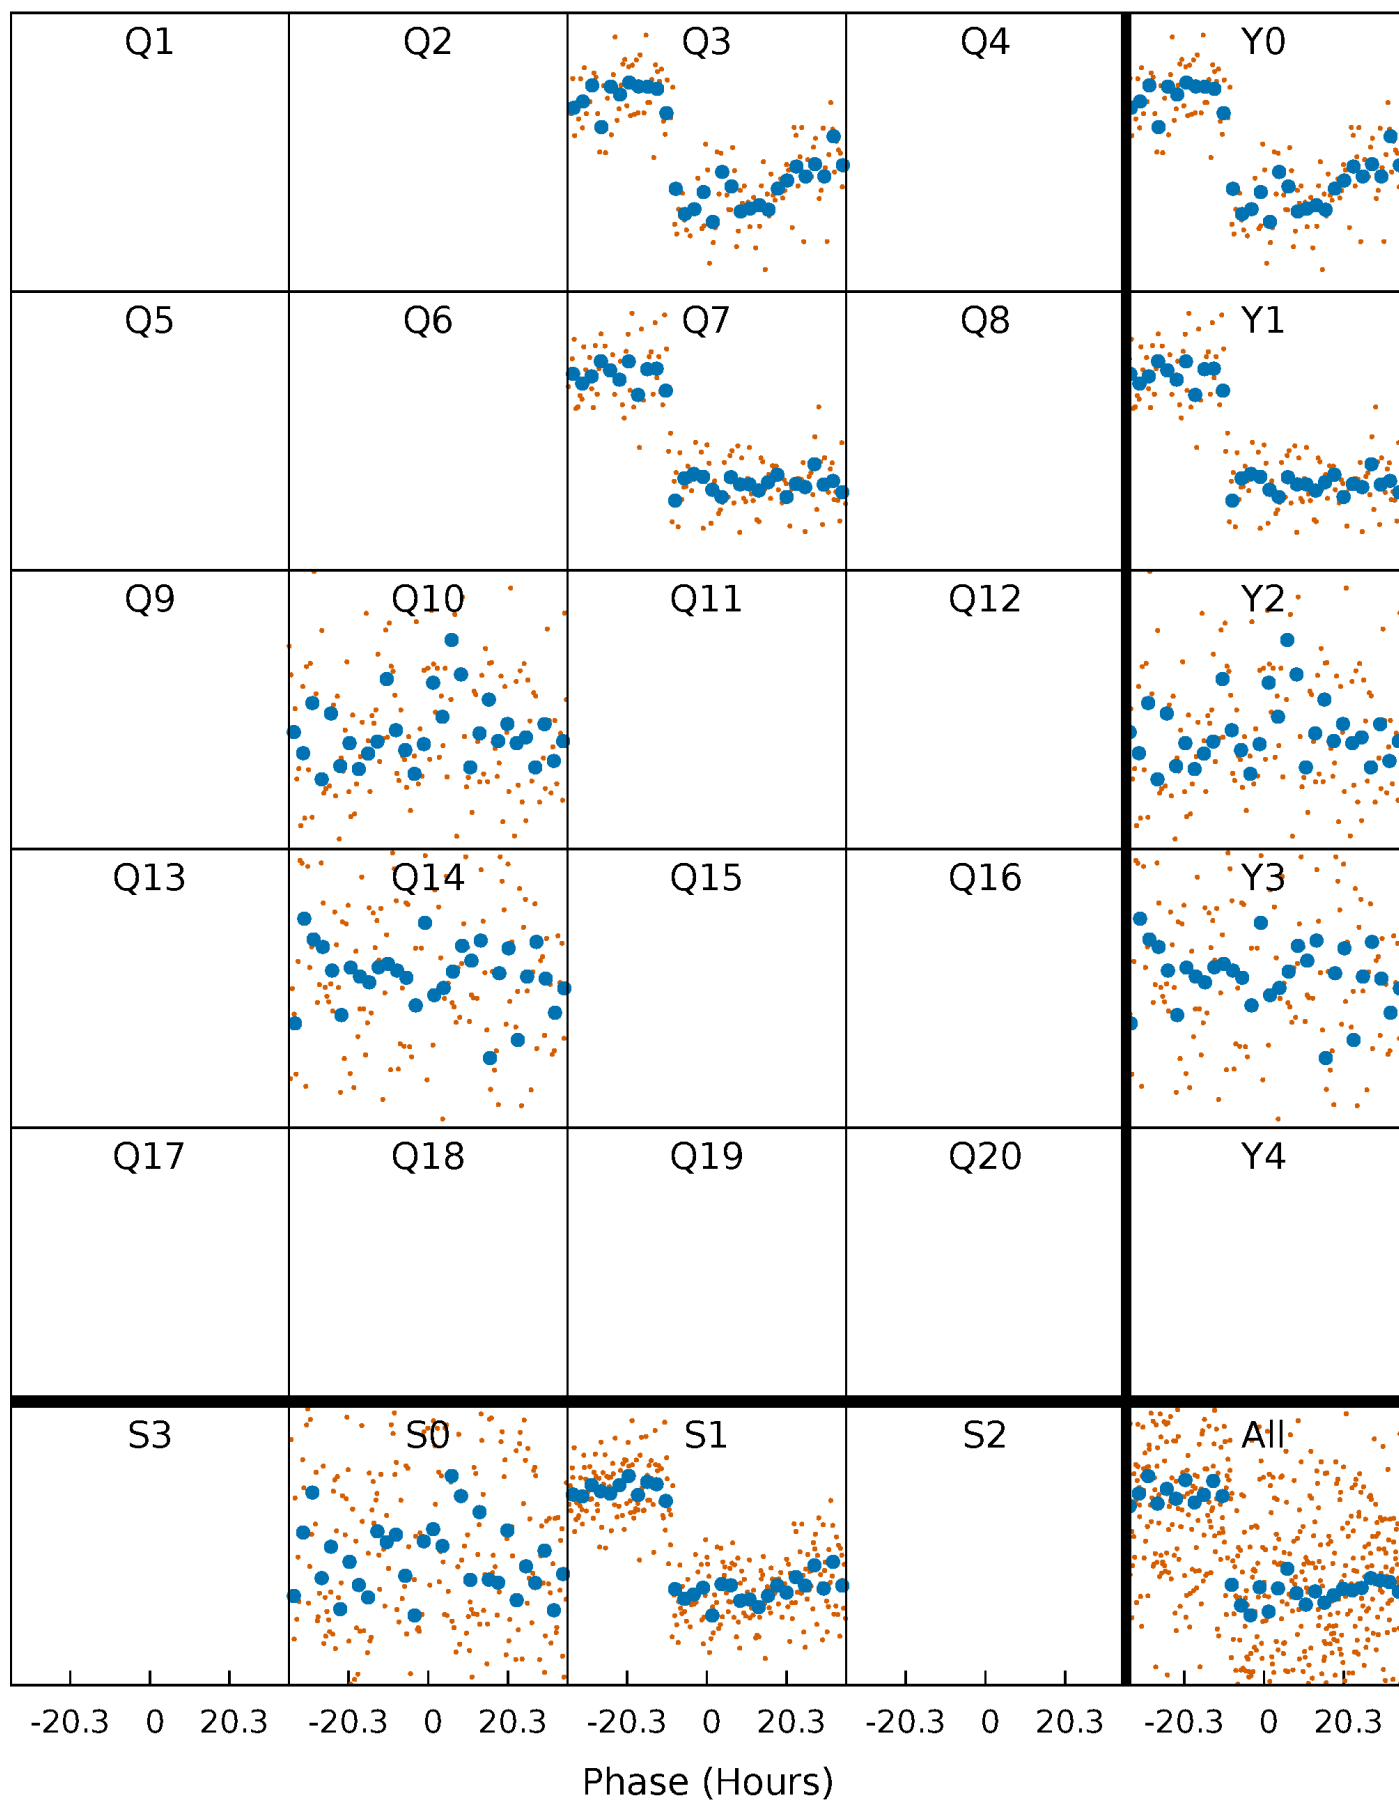 Q1 Q2 Q3 Q4 Y0
Q5 Q6 Q7 Q8 Y1
Q9 Q10 Q11 Q12 Y2
Q13 Q14 Q15 Q16 Y3
Q17 Q18 Q19 Q20 Y4
S3 S0 S1 S2 All
-20.3 0 20.3 -20.3 0 20.3 -20.3 0 20.3 -20.3 0 20.3 -20.3 0 20.3
Phase (Hours)